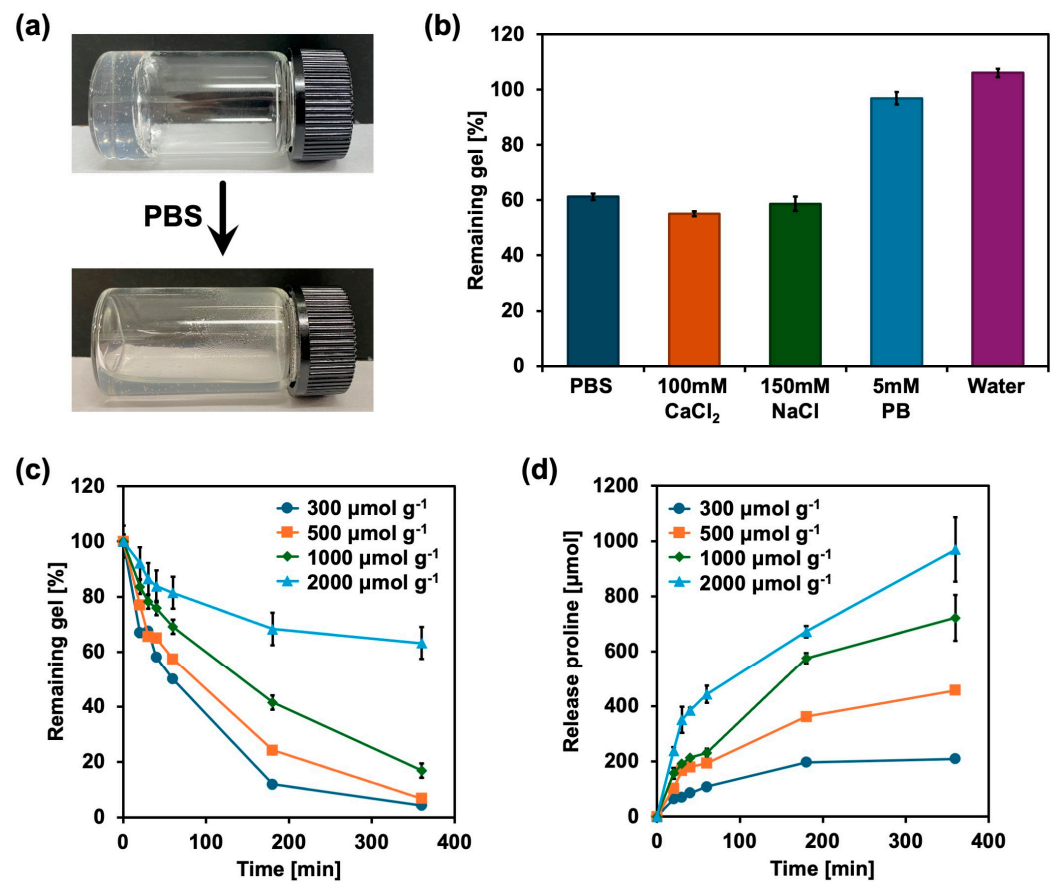 (a)
PBS
(b)
Remaining gel [%]
120
100
80
60
40
20
0
PBS
100mM
CaCl₂
150mM
NaCl
5mM
PB
Water
(c)
Remaining gel [%]
120
100
80
60
40
20
0
300 µmol g⁻¹
500 µmol g⁻¹
1000 µmol g⁻¹
2000 µmol g⁻¹
0 100 200 300 400
Time [min]
(d)
Release proline [µmol]
1200
1000
800
600
400
200
0
300 µmol g⁻¹
500 µmol g⁻¹
1000 µmol g⁻¹
2000 µmol g⁻¹
0 100 200 300 400
Time [min]